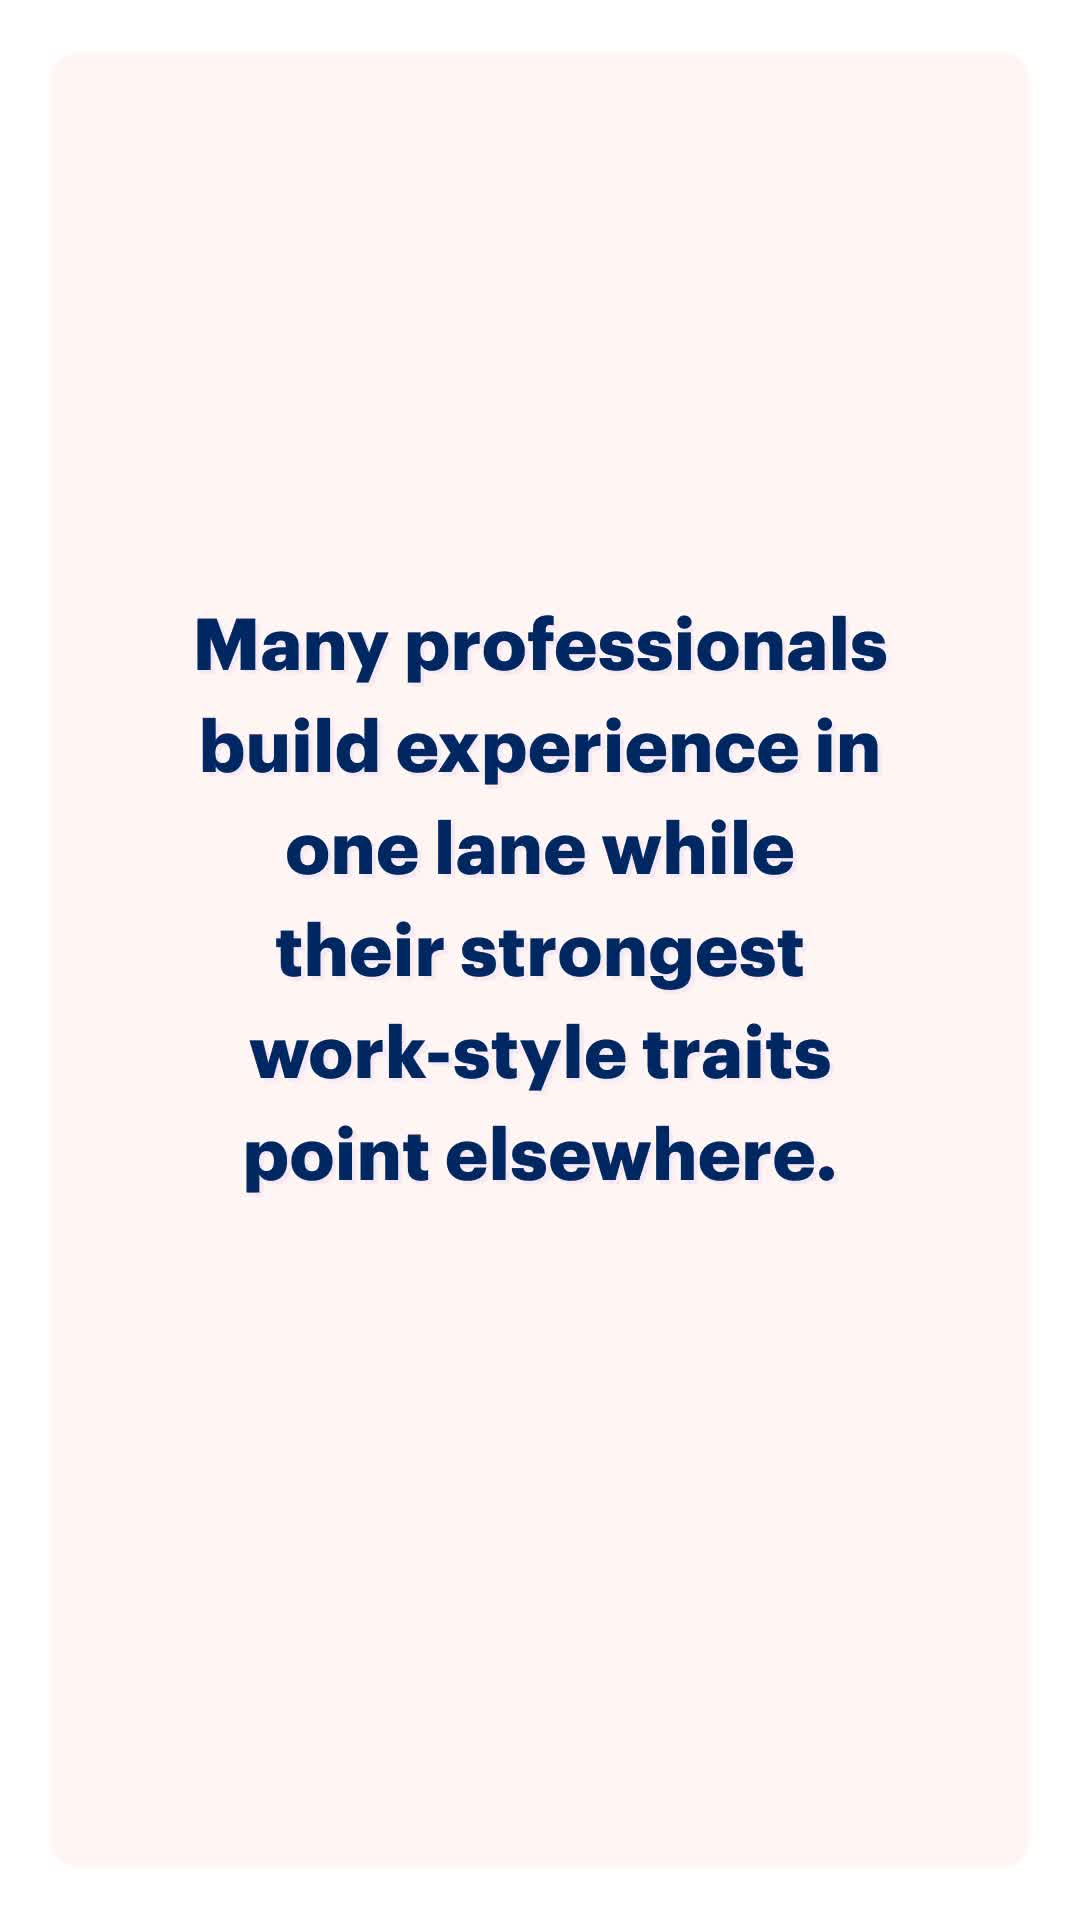 Many professionals
build experience in
one lane while
their strongest
work-style traits
point elsewhere.